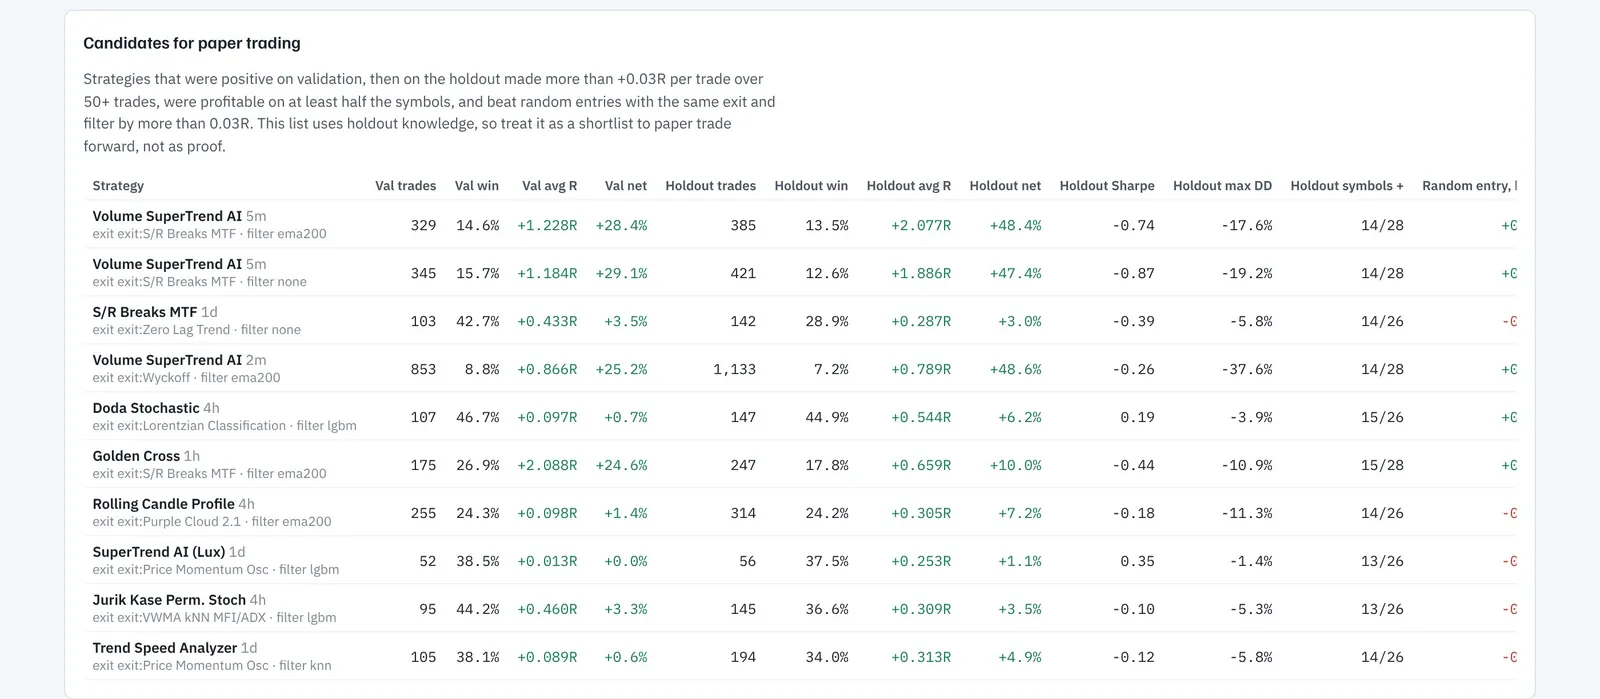 Candidates for paper trading
Strategies that were positive on validation, then on the holdout made more than +0.03R per trade over
50+ trades, were profitable on at least half the symbols, and beat random entries with the same exit and
filter by more than 0.03R. This list uses holdout knowledge, so treat it as a shortlist to paper trade
forward, not as proof.
Strategy Val trades Val win Val avg R Val net Holdout trades Holdout win Holdout avg R Holdout net Holdout Sharpe Holdout max DD Holdout symbols + Random entry,
Volume SuperTrend AI 5m 329 14.6% +1.228R +28.4% 385 13.5% +2.077R +48.4% -0.74 -17.6% 14/28 +0
exit exit:S/R Breaks MTF · filter ema200
Volume SuperTrend AI 5m 345 15.7% +1.184R +29.1% 421 12.6% +1.886R +47.4% -0.87 -19.2% 14/28 +0
exit exit:S/R Breaks MTF · filter none
S/R Breaks MTF 1d 103 42.7% +0.433R +3.5% 142 28.9% +0.287R +3.0% -0.39 -5.8% 14/26 -0
exit exit:Zero Lag Trend · filter none
Volume SuperTrend AI 2m 853 8.8% +0.866R +25.2% 1,133 7.2% +0.789R +48.6% -0.26 -37.6% 14/28 +0
exit exit:Wyckoff · filter ema200
Doda Stochastic 4h 107 46.7% +0.097R +0.7% 147 44.9% +0.544R +6.2% 0.19 -3.9% 15/26 +0
exit exit:Lorentzian Classification · filter lgbm
Golden Cross 1h 175 26.9% +2.088R +24.6% 247 17.8% +0.659R +10.0% -0.44 -10.9% 15/28 +0
exit exit:S/R Breaks MTF · filter ema200
Rolling Candle Profile 4h 255 24.3% +0.098R +1.4% 314 24.2% +0.305R +7.2% -0.18 -11.3% 14/26 -0
exit exit:Purple Cloud 2.1 · filter ema200
SuperTrend AI (Lux) 1d 52 38.5% +0.013R +0.0% 56 37.5% +0.253R +1.1% 0.35 -1.4% 13/26 -0
exit exit:Price Momentum Osc · filter lgbm
Jurik Kase Perm. Stoch 4h 95 44.2% +0.460R +3.3% 145 36.6% +0.309R +3.5% -0.10 -5.3% 13/26 -0
exit exit:VWMA kNN MFI/ADX · filter lgbm
Trend Speed Analyzer 1d 105 38.1% +0.089R +0.6% 194 34.0% +0.313R +4.9% -0.12 -5.8% 14/26 -0
exit exit:Price Momentum Osc · filter knn